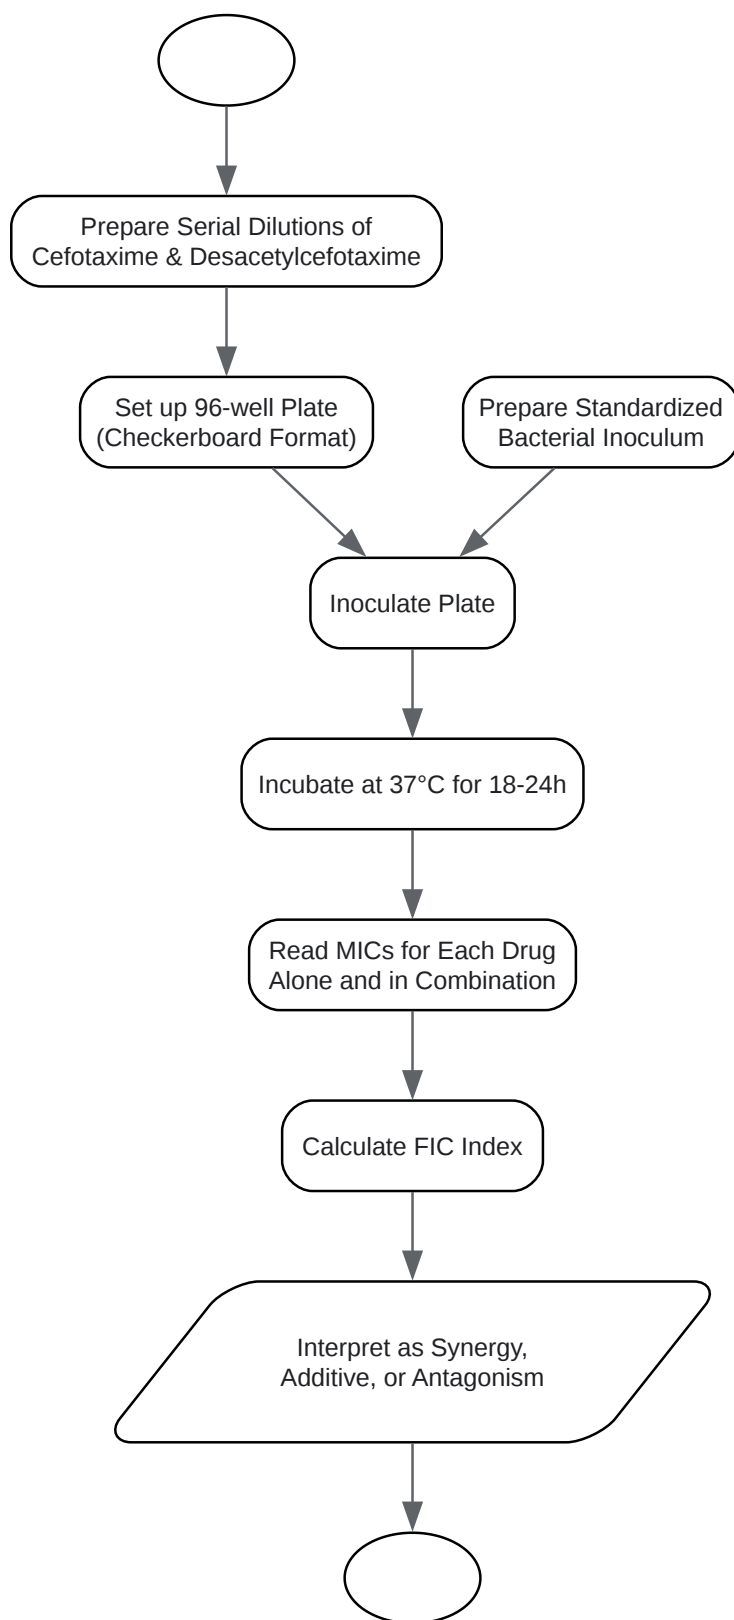 Prepare Serial Dilutions of
Cefotaxime & Desacetylcefotaxime
Set up 96-well Plate
(Checkerboard Format)
Prepare Standardized
Bacterial Inoculum
Inoculate Plate
Incubate at 37°C for 18-24h
Read MICs for Each Drug
Alone and in Combination
Calculate FIC Index
Interpret as Synergy,
Additive, or Antagonism